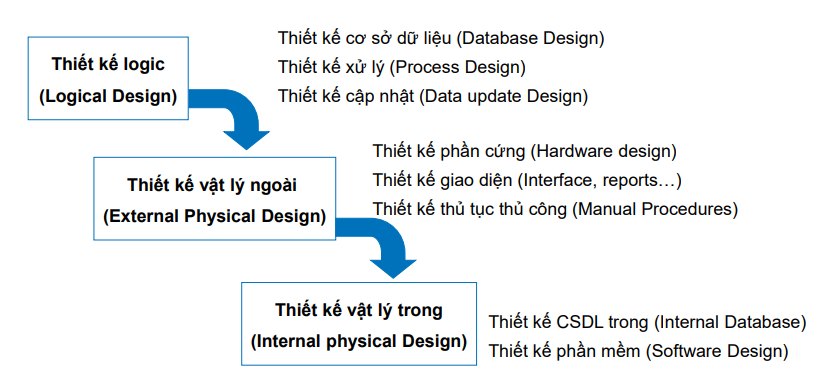 Thiết kế logic
(Logical Design)
Thiết kế cơ sở dữ liệu (Database Design)
Thiết kế xử lý (Process Design)
Thiết kế cập nhật (Data update Design)
Thiết kế vật lý ngoài
(External Physical Design)
Thiết kế phần cứng (Hardware design)
Thiết kế giao diện (Interface, reports…)
Thiết kế thủ tục thủ công (Manual Procedures)
Thiết kế vật lý trong
(Internal physical Design)
Thiết kế CSDL trong (Internal Database)
Thiết kế phần mềm (Software Design)